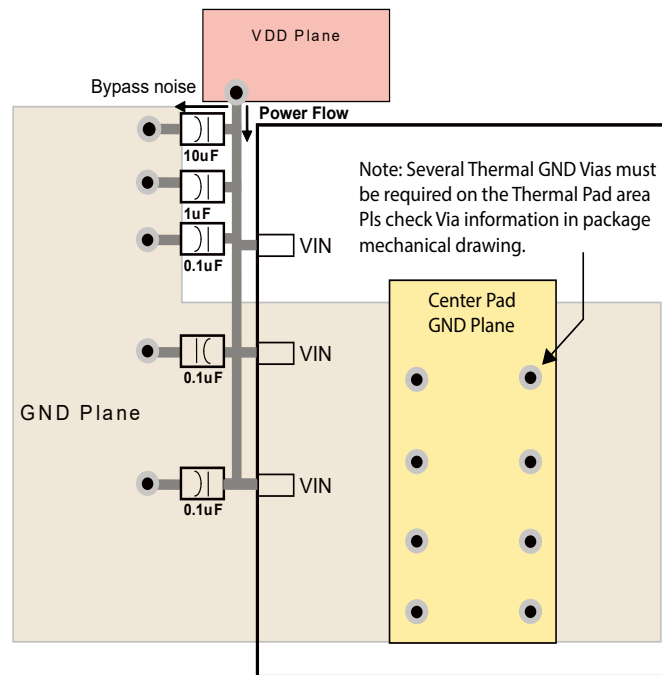 VDD Plane
Bypass noise
Power Flow
10uF
Note: Several Thermal GND Vias must
be required on the Thermal Pad area
Pls check Via information in package
mechanical drawing.
1uF
0.1uF
VIN
Center Pad
GND Plane
VIN
0.1uF
GND Plane
VIN
0.1uF